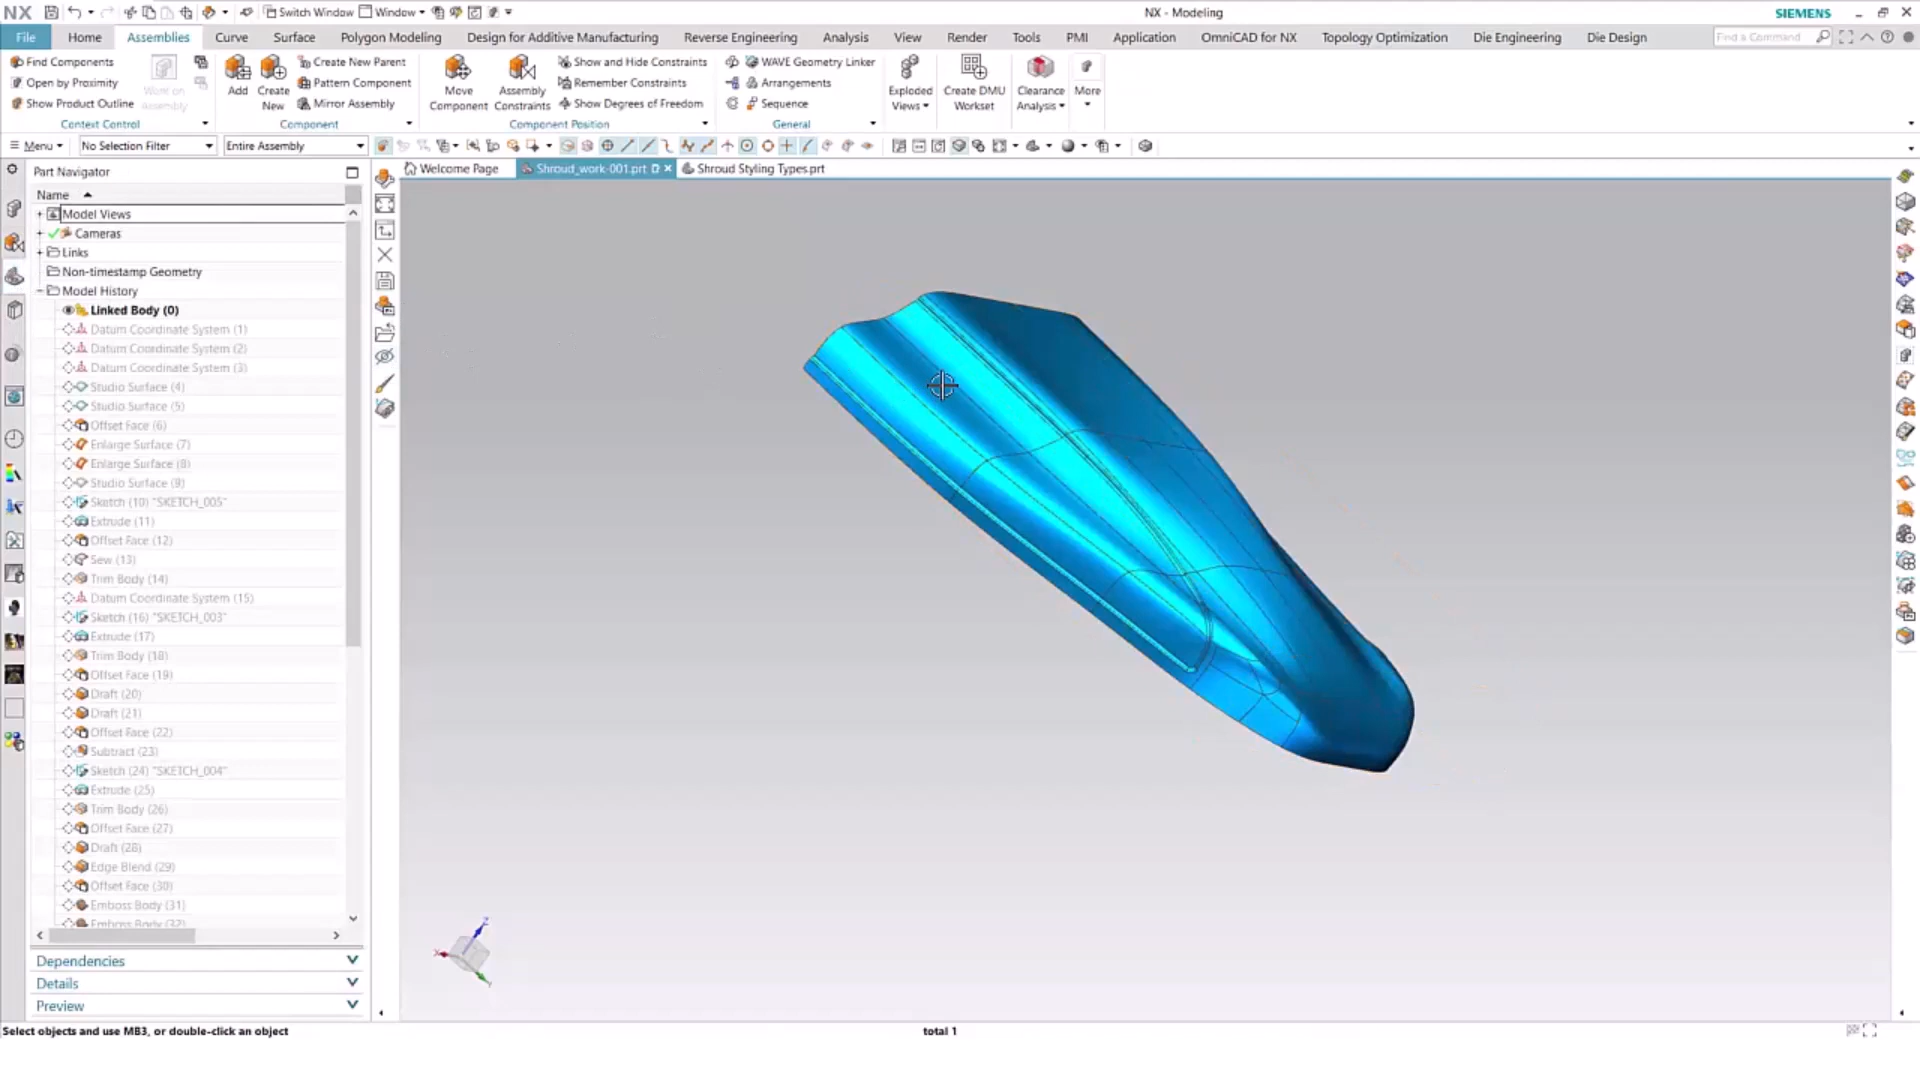 NX
Switch Window
Window
NX - Modeling
SIEMENS
File
Home
Assemblies
Curve
Surface
Polygon Modeling
Design for Additive Manufacturing
Reverse Engineering
Analysis
View
Render
Tools
PMI
Application
OmniCAD for NX
Topology Optimization
Die Engineering
Die Design
Find a Command
Find Components
Open by Proximity
Show Product Outline
Work on
Assembly
Context Control
Add
Create
New
Create New Parent
Pattern Component
Mirror Assembly
Component
Move
Component
Assembly
Constraints
Show and Hide Constraints
Remember Constraints
Show Degrees of Freedom
Component Position
WAVE Geometry Linker
Arrangements
Sequence
General
Exploded
Views
Create DMU
Workset
Clearance
Analysis
More
Menu
No Selection Filter
Entire Assembly
Part Navigator
Welcome Page
Shroud_work-001.prt
Shroud Styling Types.prt
Name
Model Views
Cameras
Links
Non-timestamp Geometry
Model History
Linked Body (0)
Datum Coordinate System (1)
Datum Coordinate System (2)
Datum Coordinate System (3)
Studio Surface (4)
Studio Surface (5)
Offset Face (6)
Enlarge Surface (7)
Enlarge Surface (8)
Studio Surface (9)
Sketch (10) "SKETCH_005"
Extrude (11)
Offset Face (12)
Sew (13)
Trim Body (14)
Datum Coordinate System (15)
Sketch (16) "SKETCH_003"
Extrude (17)
Trim Body (18)
Offset Face (19)
Draft (20)
Draft (21)
Offset Face (22)
Subtract (23)
Sketch (24) "SKETCH_004"
Extrude (25)
Trim Body (26)
Offset Face (27)
Draft (28)
Edge Blend (29)
Offset Face (30)
Emboss Body (31)
Emboss Body (32)
Dependencies
Details
Preview
Z
X
Select objects and use MB3, or double-click an object
total 1